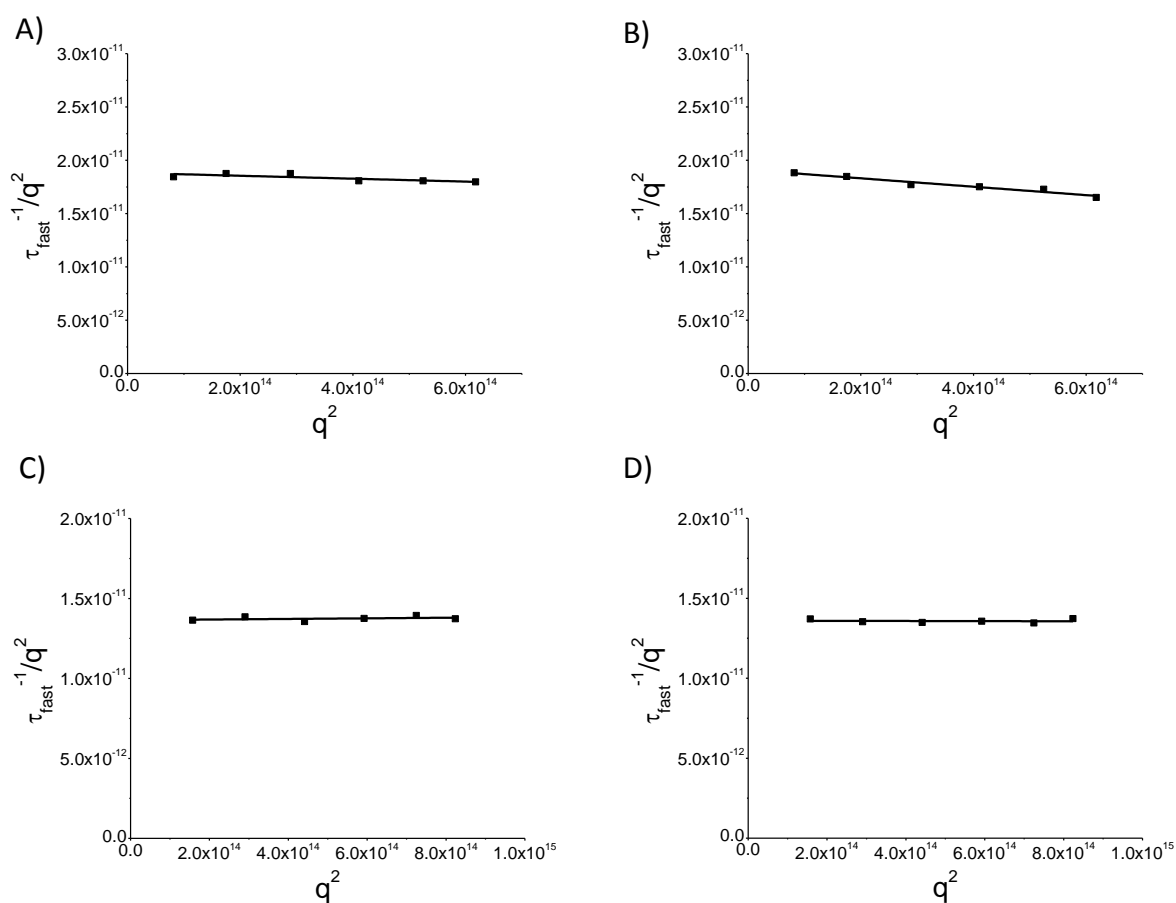 A)
3.0x10⁻¹¹
2.5x10⁻¹¹
2.0x10⁻¹¹
1.5x10⁻¹¹
1.0x10⁻¹¹
5.0x10⁻¹²
0.0
τfast⁻¹/q²
0.0 2.0x10¹⁴ 4.0x10¹⁴ 6.0x10¹⁴
q²
B)
3.0x10⁻¹¹
2.5x10⁻¹¹
2.0x10⁻¹¹
1.5x10⁻¹¹
1.0x10⁻¹¹
5.0x10⁻¹²
0.0
τfast⁻¹/q²
0.0 2.0x10¹⁴ 4.0x10¹⁴ 6.0x10¹⁴
q²
C)
2.0x10⁻¹¹
1.5x10⁻¹¹
1.0x10⁻¹¹
5.0x10⁻¹²
0.0
τfast⁻¹/q²
0.0 2.0x10¹⁴ 4.0x10¹⁴ 6.0x10¹⁴ 8.0x10¹⁴ 1.0x10¹⁵
q²
D)
2.0x10⁻¹¹
1.5x10⁻¹¹
1.0x10⁻¹¹
5.0x10⁻¹²
0.0
τfast⁻¹/q²
0.0 2.0x10¹⁴ 4.0x10¹⁴ 6.0x10¹⁴ 8.0x10¹⁴ 1.0x10¹⁵
q²